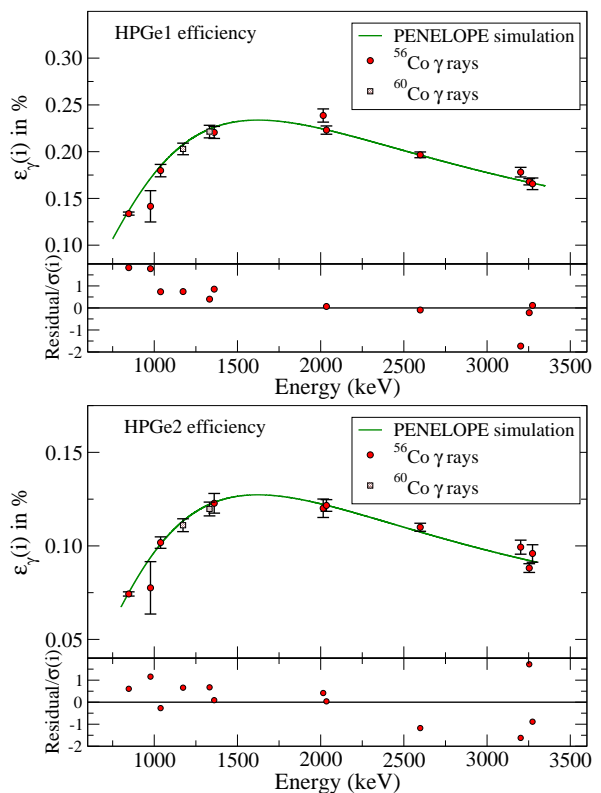 HPGe1 efficiency
PENELOPE simulation
⁵⁶Co γ rays
⁶⁰Co γ rays
0.30
0.25
0.20
0.15
0.10
ε_γ(i) in %
1
0
-1
-2
Residual/σ(i)
1000 1500 2000 2500 3000 3500
Energy (keV)
HPGe2 efficiency
PENELOPE simulation
⁵⁶Co γ rays
⁶⁰Co γ rays
0.15
0.10
0.05
ε_γ(i) in %
1
0
-1
-2
Residual/σ(i)
1000 1500 2000 2500 3000 3500
Energy (keV)